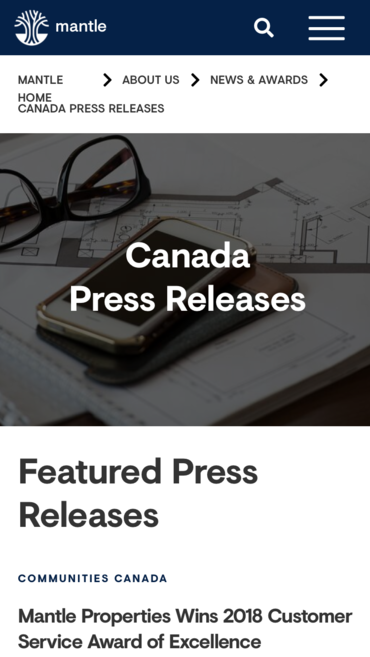 mantle
MANTLE HOME
ABOUT US
NEWS & AWARDS
CANADA PRESS RELEASES
Canada
Press Releases
Featured Press
Releases
COMMUNITIES CANADA
Mantle Properties Wins 2018 Customer
Service Award of Excellence